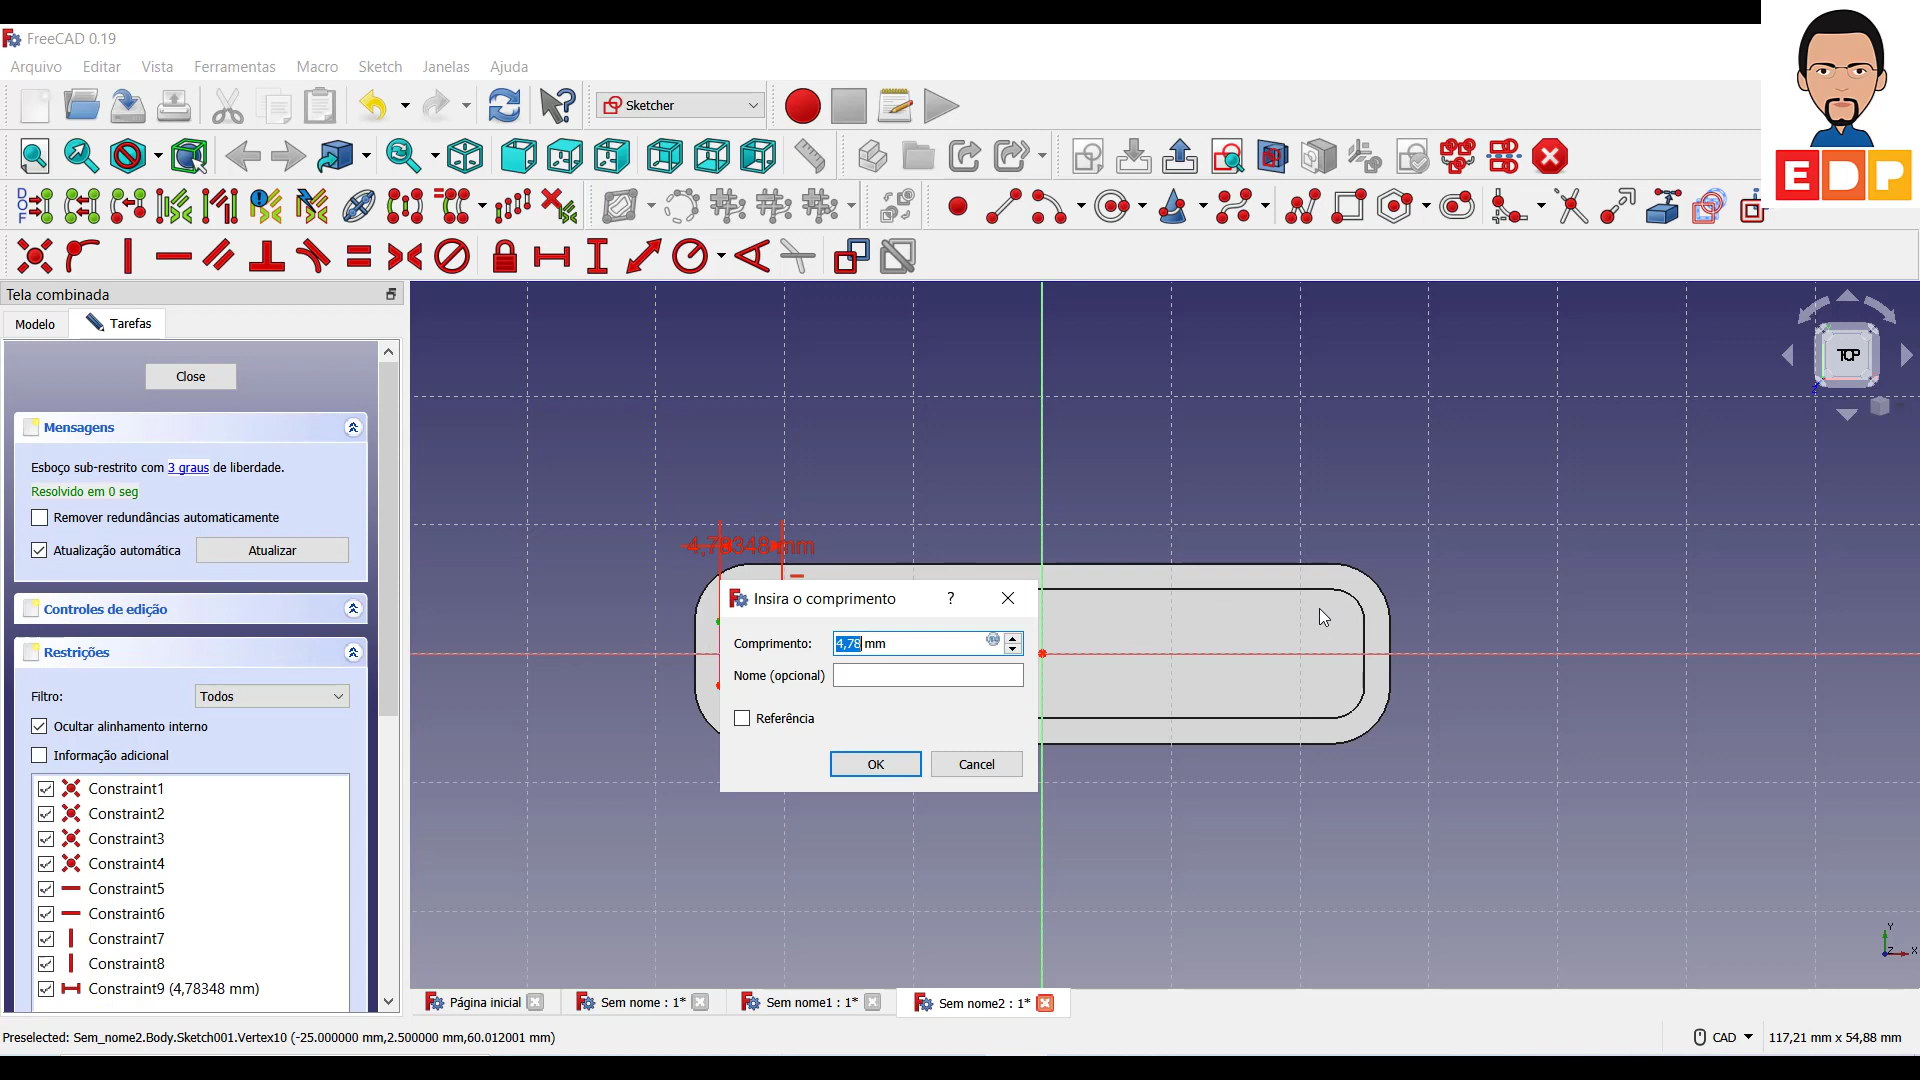 FreeCAD 0.19
Arquivo Editar Vista Ferramentas Macro Sketch Janelas Ajuda
Sketcher
EDP
DOF
Tela combinada
Modelo Tarefas
TOP
Close
Mensagens
Esboço sub-restrito com 3 graus de liberdade.
Resolvido em 0 seg
Remover redundâncias automaticamente
Atualização automática Atualizar
4,78348 mm
Controles de edição
Insira o comprimento ?
Comprimento: 4,78 mm
Nome (opcional)
Referência
OK Cancel
Restrições
Filtro: Todos
Ocultar alinhamento interno
Informação adicional
Constraint1
Constraint2
Constraint3
Constraint4
Constraint5
Constraint6
Constraint7
Constraint8
Constraint9 (4,78348 mm)
Y
Z X
Página inicial Sem nome : 1* Sem nome1 : 1* Sem nome2 : 1*
Preselected: Sem_nome2.Body.Sketch001.Vertex10 (-25.000000 mm,2.500000 mm,60.012001 mm) CAD 117,21 mm x 54,88 mm